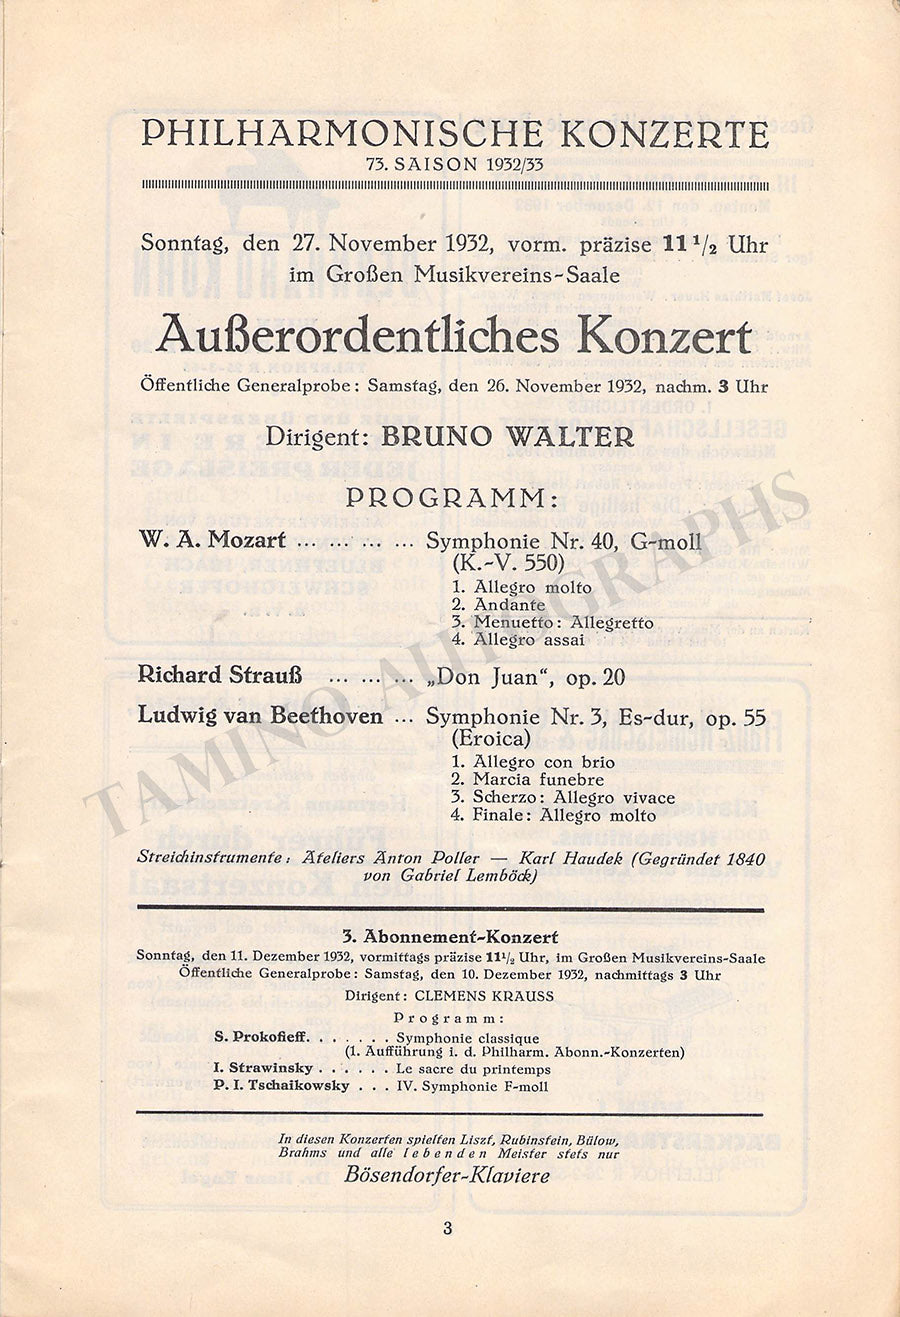 PHILHARMONISCHE KONZERTE
73. SAISON 1932/33
Sonntag, den 27. November 1932, vorm. präzise 11 1/2 Uhr
im Großen Musikvereins-Saale
Außerordentliches Konzert
Öffentliche Generalprobe: Samstag, den 26. November 1932, nachm. 3 Uhr
Dirigent: BRUNO WALTER
PROGRAMM:
W. A. Mozart ... ... ... ... Symphonie Nr. 40, G-moll
(K.-V. 550)
1. Allegro molto
2. Andante
3. Menuetto: Allegretto
4. Allegro assai
Richard Strauß ... ... ... „Don Juan“, op. 20
Ludwig van Beethoven ... Symphonie Nr. 3, Es-dur, op. 55
(Eroica)
1. Allegro con brio
2. Marcia funebre
3. Scherzo: Allegro vivace
4. Finale: Allegro molto
Streichinstrumente: Ateliers Anton Poller — Karl Haudek (Gegründet 1840
von Gabriel Lemböck)
3. Abonnement-Konzert
Sonntag, den 11. Dezember 1932, vormittags präzise 11 1/2 Uhr, im Großen Musikvereins-Saale
Öffentliche Generalprobe: Samstag, den 10. Dezember 1932, nachmittags 3 Uhr
Dirigent: CLEMENS KRAUSS
Programm:
S. Prokofieff. . . . . . . Symphonie classique
(1. Aufführung i. d. Philharm. Abonn.-Konzerten)
I. Strawinsky . . . . . . Le sacre du printemps
P. I. Tschaikowsky . . . IV. Symphonie F-moll
In diesen Konzerten spielten Liszt, Rubinstein, Bülow,
Brahms und alle lebenden Meister stets nur
Bösendorfer-Klaviere
3
TAMINO AUTOGRAPHS